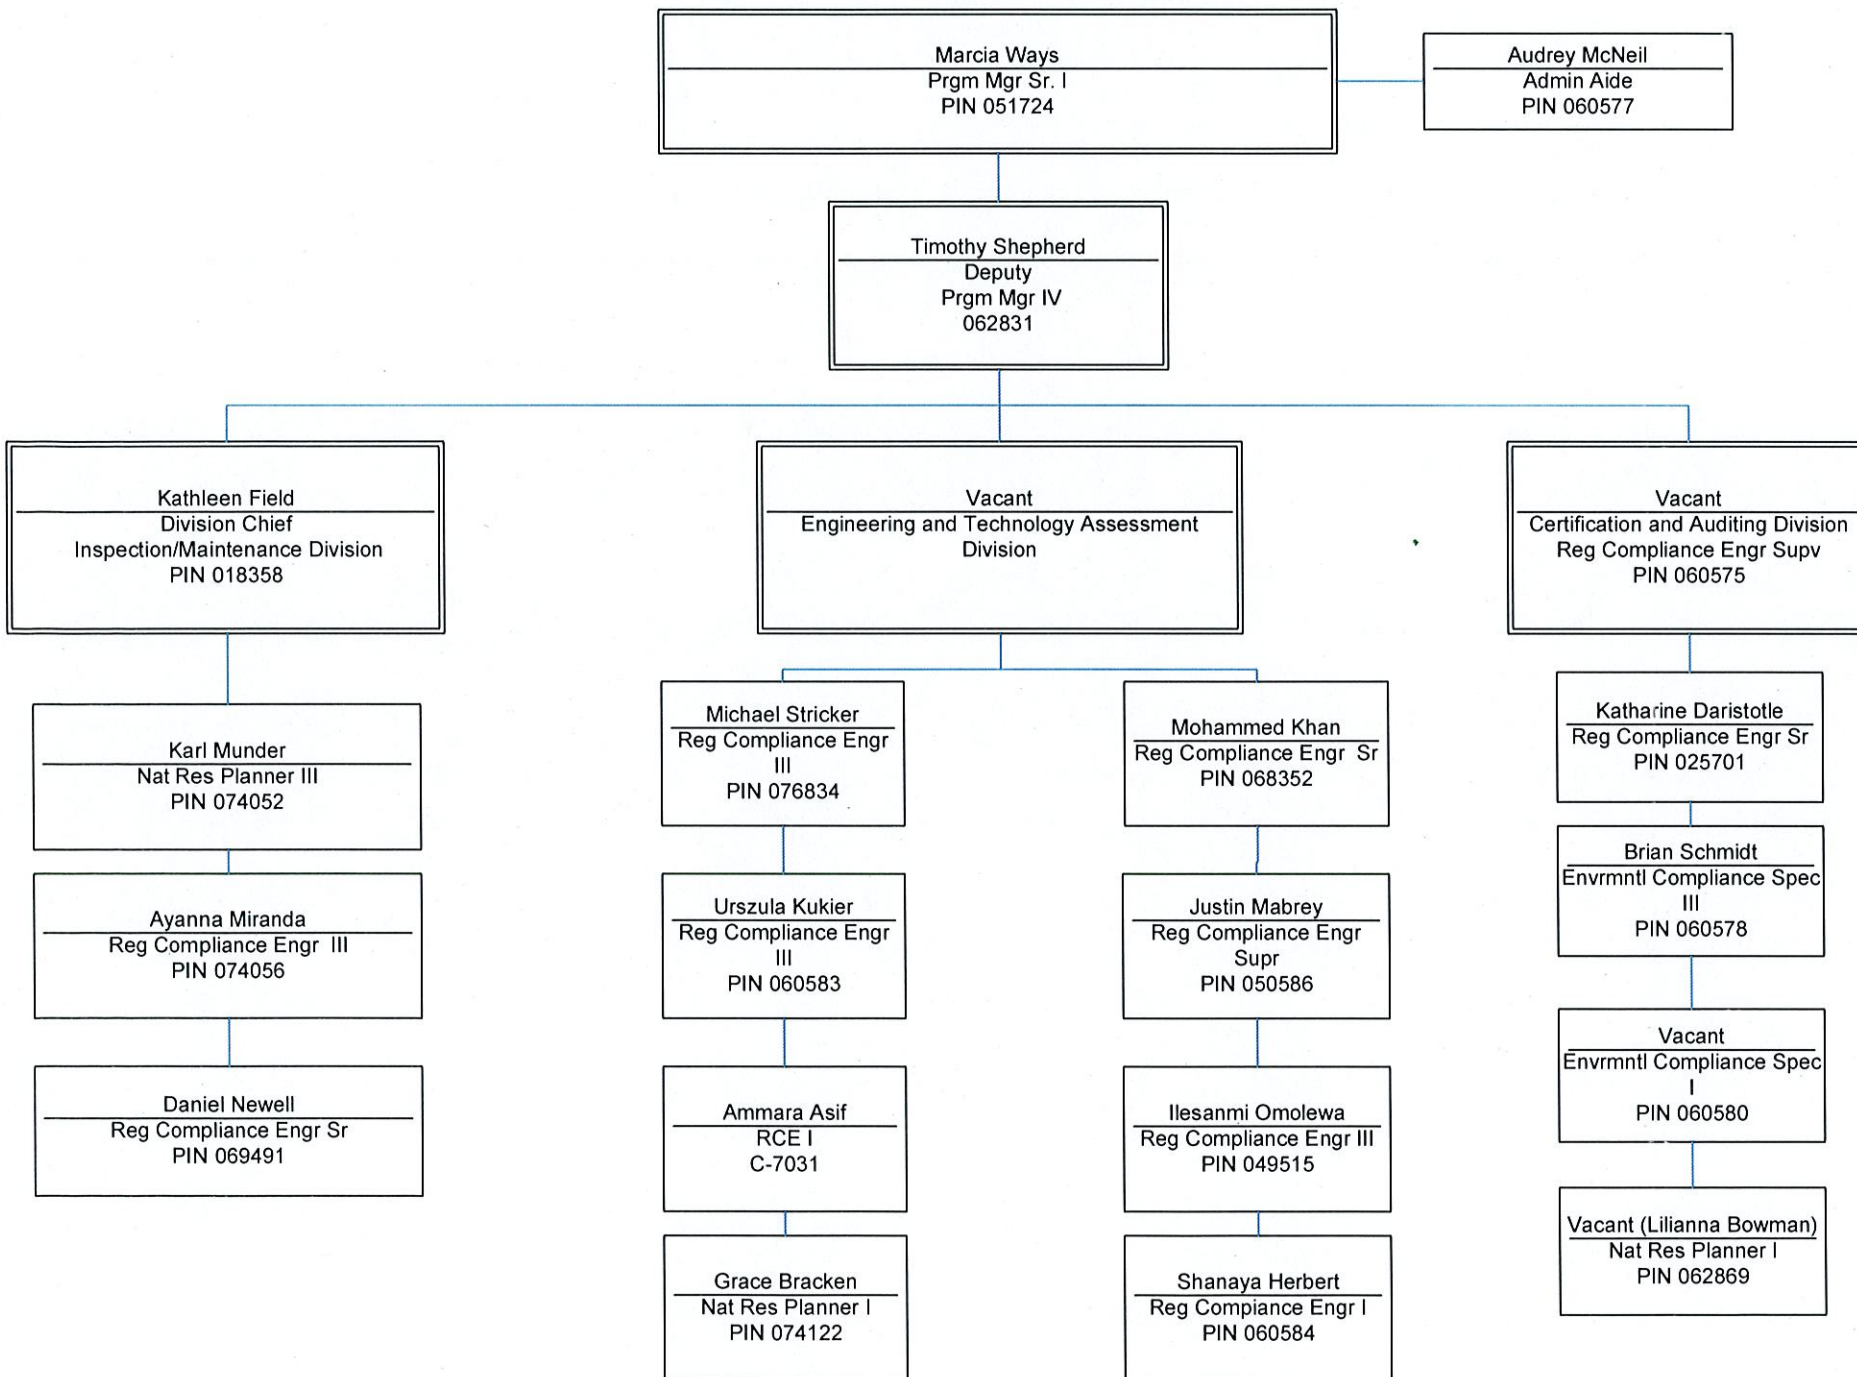 Marcia Ways
Prgm Mgr Sr. I
PIN 051724
Audrey McNeil
Admin Aide
PIN 060577
Timothy Shepherd
Deputy
Prgm Mgr IV
062831
Kathleen Field
Division Chief
Inspection/Maintenance Division
PIN 018358
Vacant
Engineering and Technology Assessment
Division
Vacant
Certification and Auditing Division
Reg Compliance Engr Supv
PIN 060575
Karl Munder
Nat Res Planner III
PIN 074052
Ayanna Miranda
Reg Compliance Engr III
PIN 074056
Daniel Newell
Reg Compliance Engr Sr
PIN 069491
Michael Stricker
Reg Compliance Engr
III
PIN 076834
Urszula Kukier
Reg Compliance Engr
III
PIN 060583
Ammara Asif
RCE I
C-7031
Grace Bracken
Nat Res Planner I
PIN 074122
Mohammed Khan
Reg Compliance Engr Sr
PIN 068352
Justin Mabrey
Reg Compliance Engr
Supr
PIN 050586
Ilesanmi Omolewa
Reg Compliance Engr III
PIN 049515
Shanaya Herbert
Reg Compiance Engr I
PIN 060584
Katharine Daristotle
Reg Compliance Engr Sr
PIN 025701
Brian Schmidt
Envrmntl Compliance Spec
III
PIN 060578
Vacant
Envrmntl Compliance Spec
I
PIN 060580
Vacant (Lilianna Bowman)
Nat Res Planner I
PIN 062869